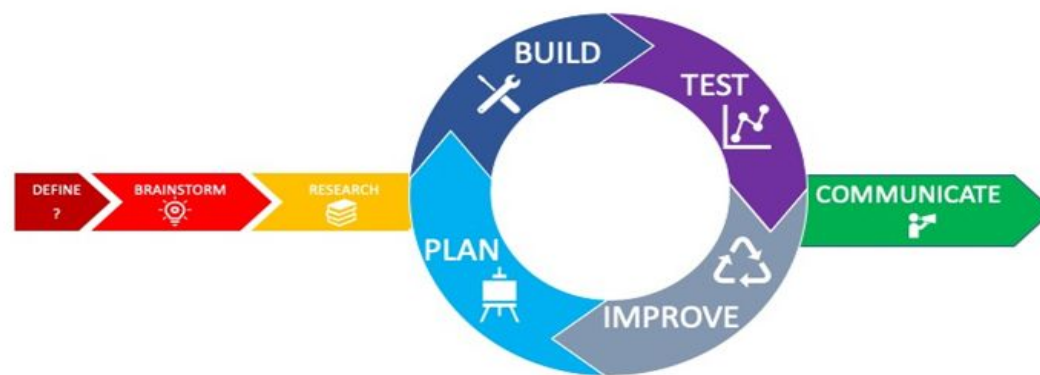 DEFINE
?
BRAINSTORM
RESEARCH
PLAN
BUILD
TEST
IMPROVE
COMMUNICATE